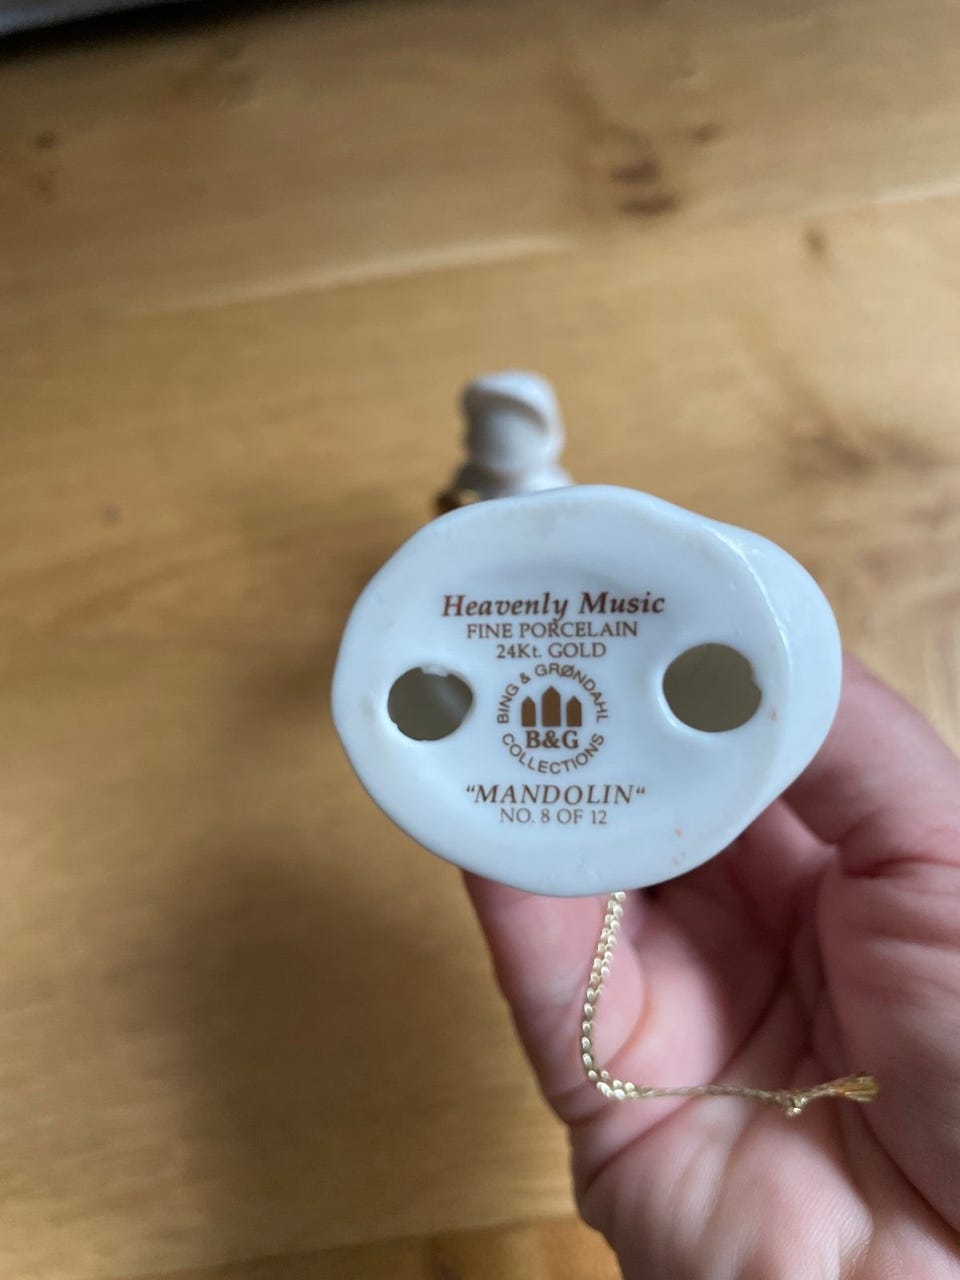 Heavenly Music
FINE PORCELAIN
24Kt. GOLD
BING & GRØNDAHL
B&G
COLLECTIONS
“MANDOLIN“
NO. 8 OF 12